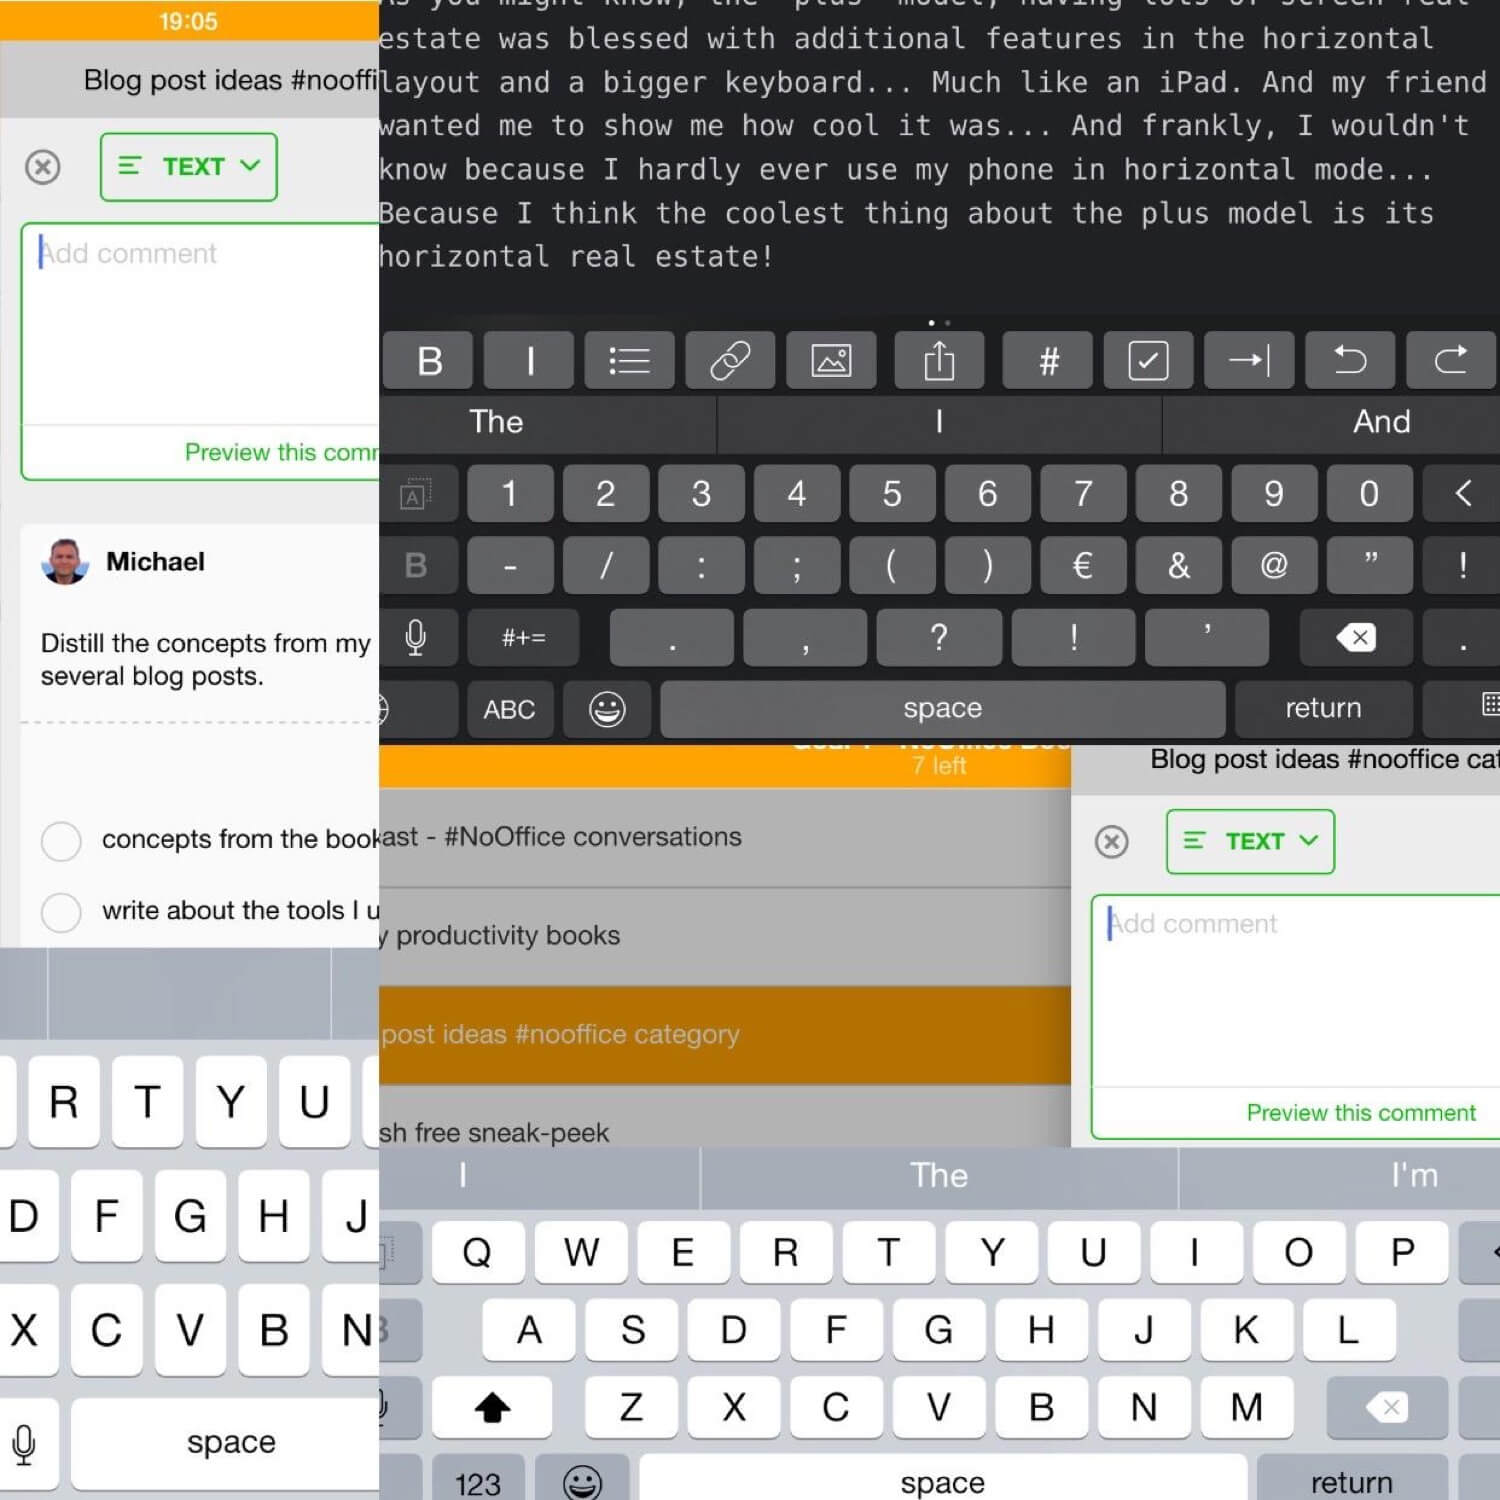 19:05
Blog post ideas #nooffi
TEXT
Add comment
Preview this comm
Michael
Distill the concepts from my
several blog posts.
concepts from the book
write about the tools I u
R T Y U
D F G H J
X C V B N
space
As you might know, the "plus" model, having lots of screen real
estate was blessed with additional features in the horizontal
layout and a bigger keyboard... Much like an iPad. And my friend
wanted me to show me how cool it was... And frankly, I wouldn't
know because I hardly ever use my phone in horizontal mode...
Because I think the coolest thing about the plus model is its
horizontal real estate!
B I #
The I And
A 1 2 3 4 5 6 7 8 9 0 <
B - / : ; ( ) € & @ ” !
#+= . , ? ! ’ .
ABC space return
7 left
ast - #NoOffice conversations
y productivity books
post ideas #nooffice category
sh free sneak-peek
Blog post ideas #nooffice cat
TEXT
Add comment
Preview this comment
I The I'm
Q W E R T Y U I O P
A S D F G H J K L
Z X C V B N M
123 space return